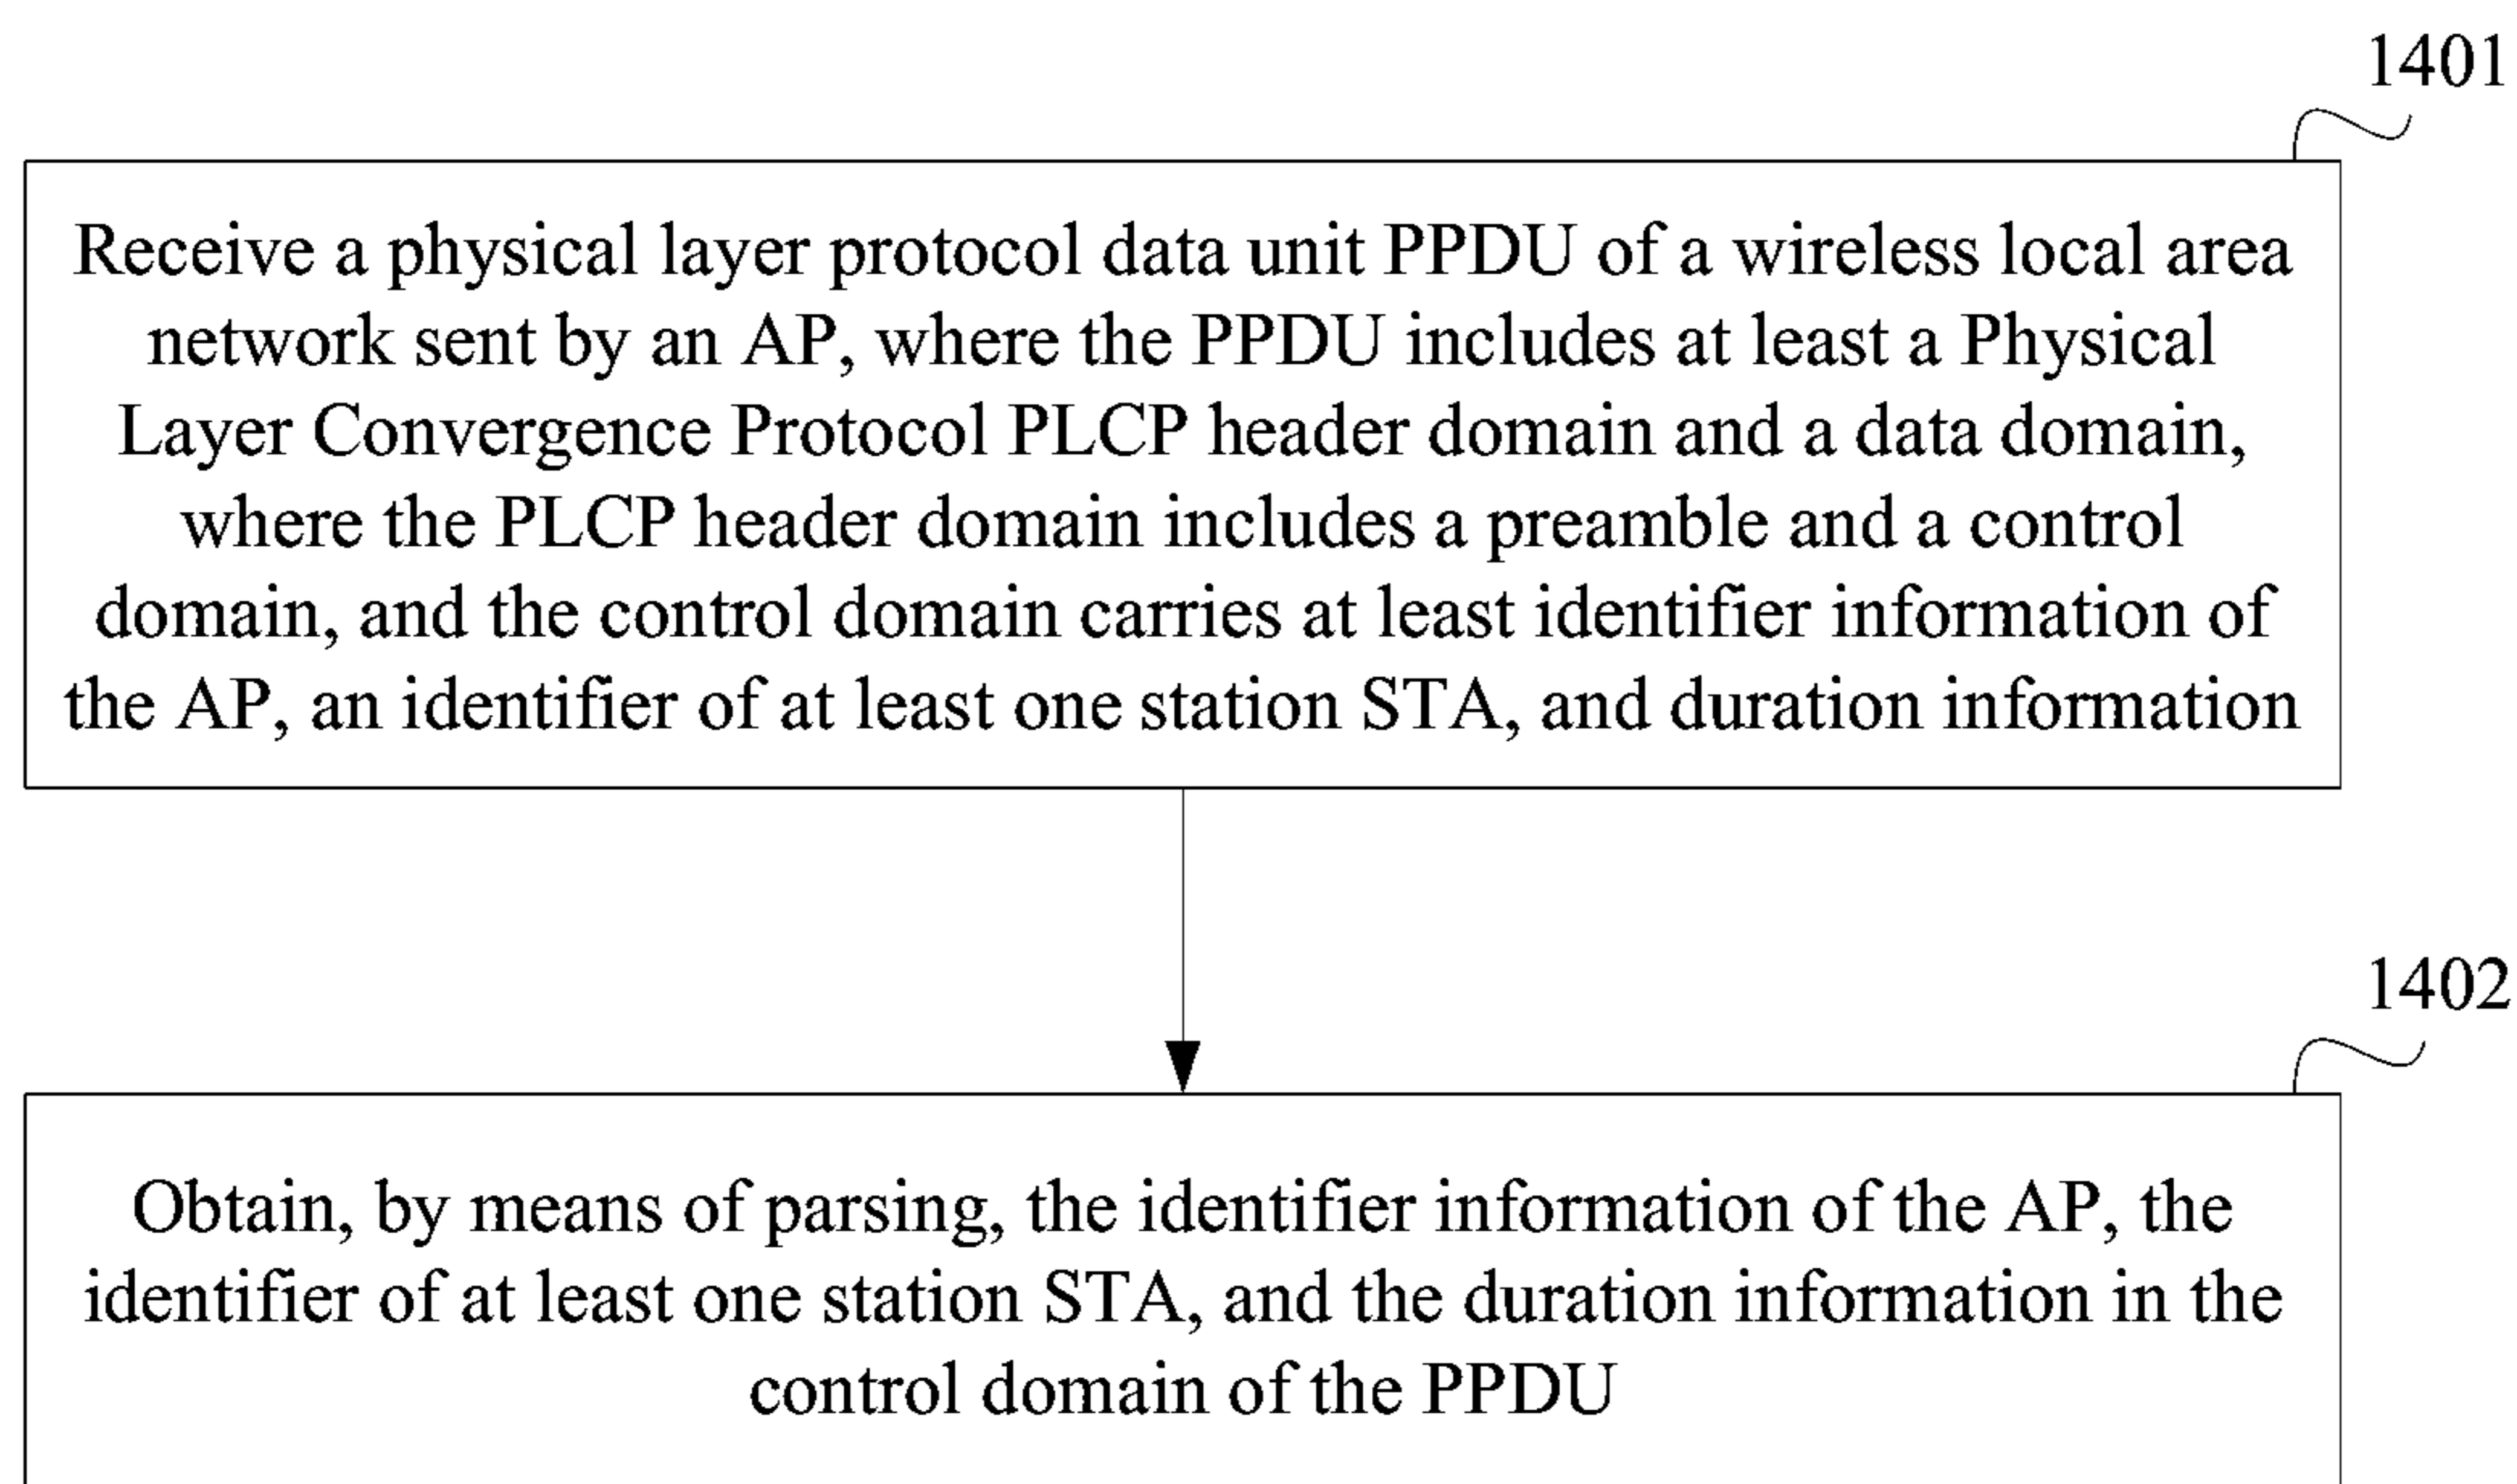 1401
Receive a physical layer protocol data unit PPDU of a wireless local area
network sent by an AP, where the PPDU includes at least a Physical
Layer Convergence Protocol PLCP header domain and a data domain,
where the PLCP header domain includes a preamble and a control
domain, and the control domain carries at least identifier information of
the AP, an identifier of at least one station STA, and duration information
1402
Obtain, by means of parsing, the identifier information of the AP, the
identifier of at least one station STA, and the duration information in the
control domain of the PPDU